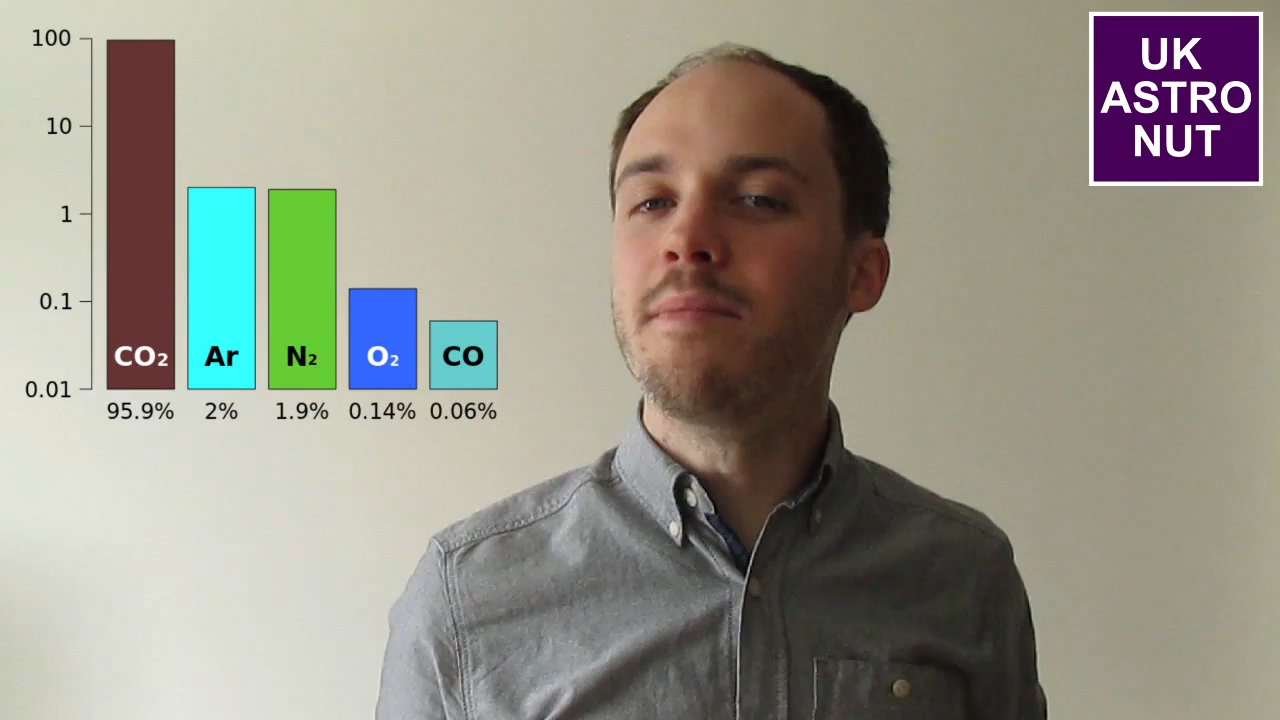 100
10
1
0.1
0.01
CO₂ Ar N₂ O₂ CO
95.9% 2% 1.9% 0.14% 0.06%
UK
ASTRO
NUT